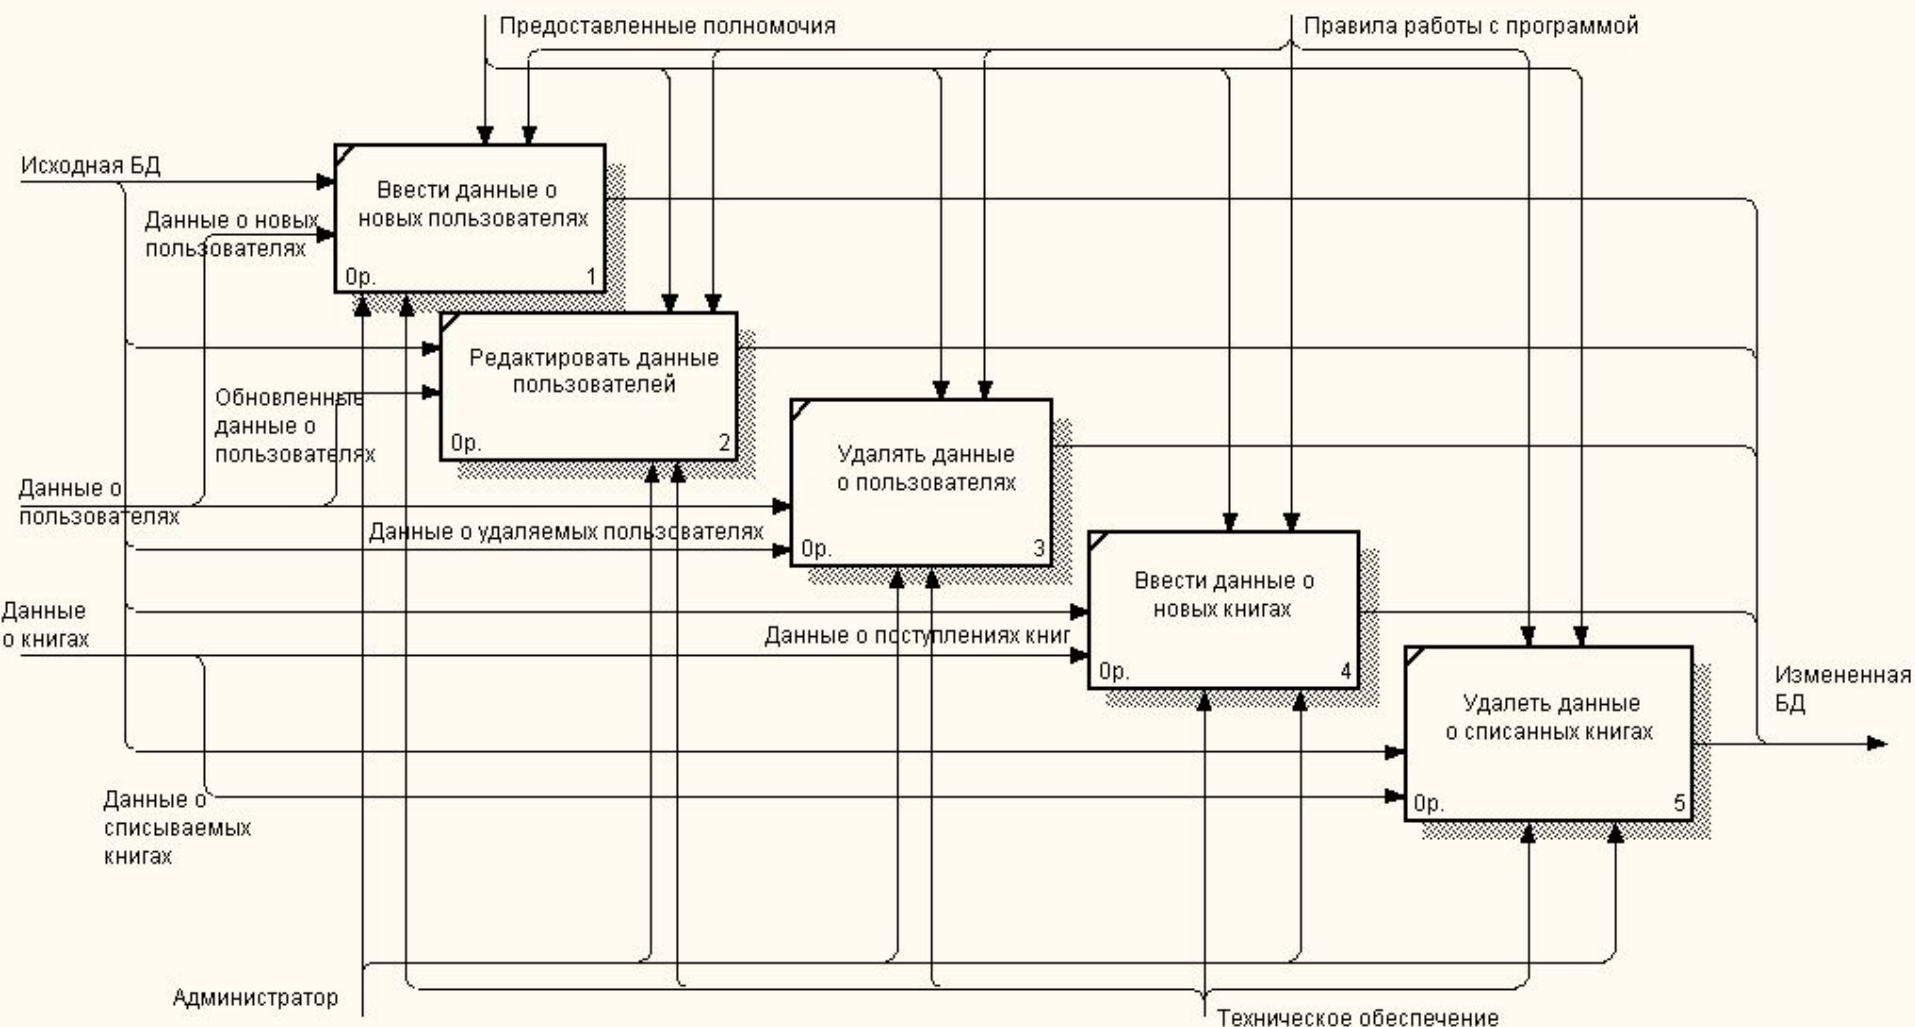 Предоставленные полномочия
Правила работы с программой
Исходная БД
Ввести данные о
новых пользователях
0р.
1
Данные о новых
пользователях
Редактировать данные
пользователей
0р.
2
Обновленные
данные о
пользователях
Удалять данные
о пользователях
0р.
3
Данные о
пользователях
Данные о удаляемых пользователях
Ввести данные о
новых книгах
0р.
4
Данные
о книгах
Данные о поступлениях книг
Удалеть данные
о списанных книгах
0р.
5
Измененная
БД
Данные о
списываемых
книгах
Администратор
Техническое обеспечение